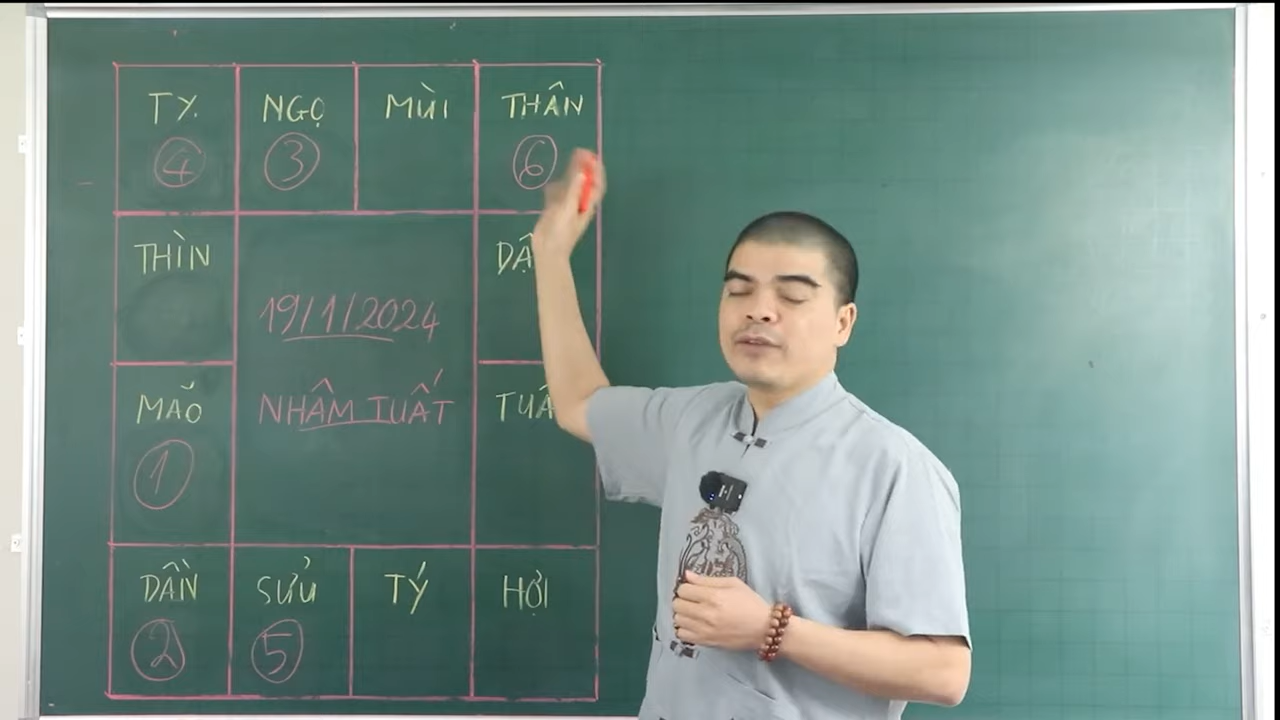 TỴ NGỌ MÙI THÂN
4 3 6
THÌN
19/1/2024
MÃO NHÂM TUẤT
1
DẦN SỬU TÝ HỢI
2 5